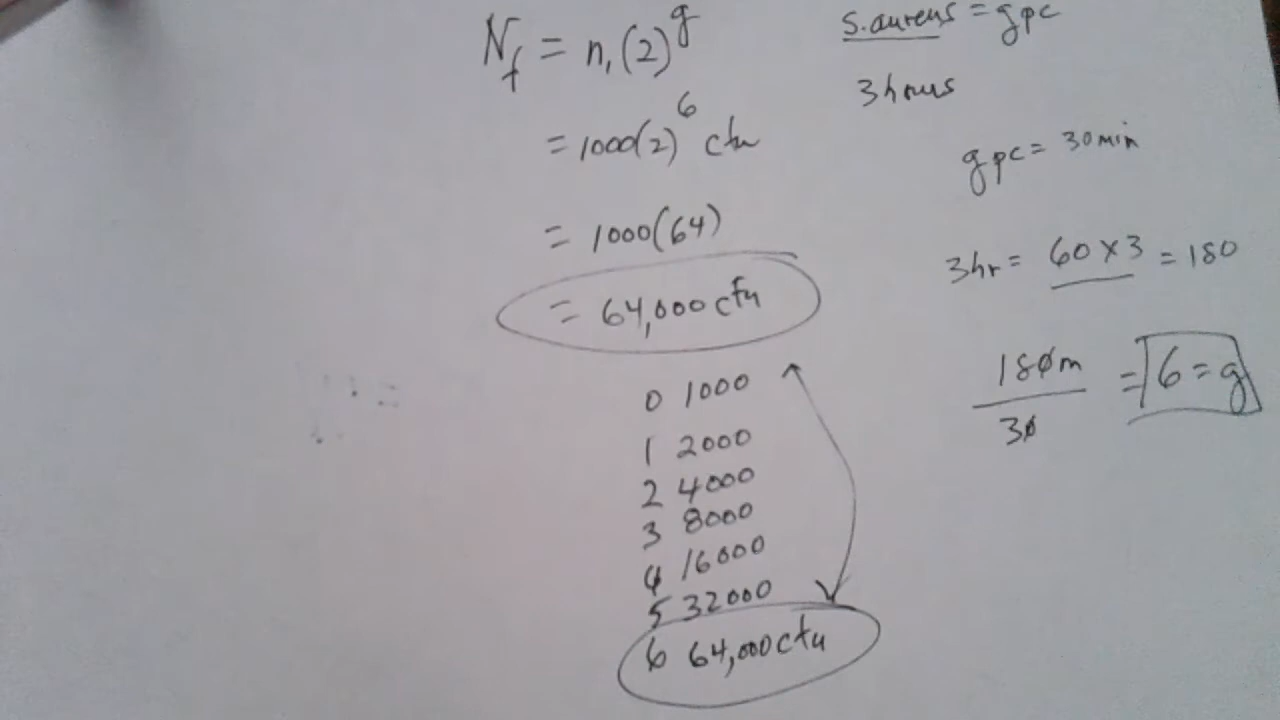 Nf = n₁(2)^g
= 1000(2)^6 cfu
= 1000(64)
= 64,000 cfu
0 1000
1 2000
2 4000
3 8000
4 16000
5 32000
6 64,000 cfu
S. aureus = gpc
3 hours
gpc = 30 min
3hr = 60 x 3 = 180
180m / 30 = 6 = g